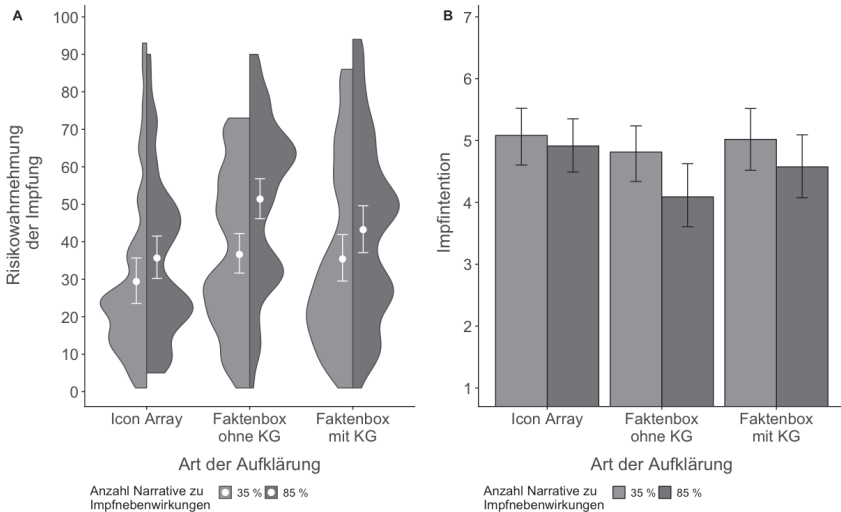 A
Risikowahrnehmung
der Impfung
100
90
80
70
60
50
40
30
20
10
0
Icon Array
Faktenbox
ohne KG
Faktenbox
mit KG
Art der Aufklärung
Anzahl Narrative zu
Impfnebenwirkungen
35 %
85 %
B
Impfintention
7
6
5
4
3
2
1
Icon Array
Faktenbox
ohne KG
Faktenbox
mit KG
Art der Aufklärung
Anzahl Narrative zu
Impfnebenwirkungen
35 %
85 %